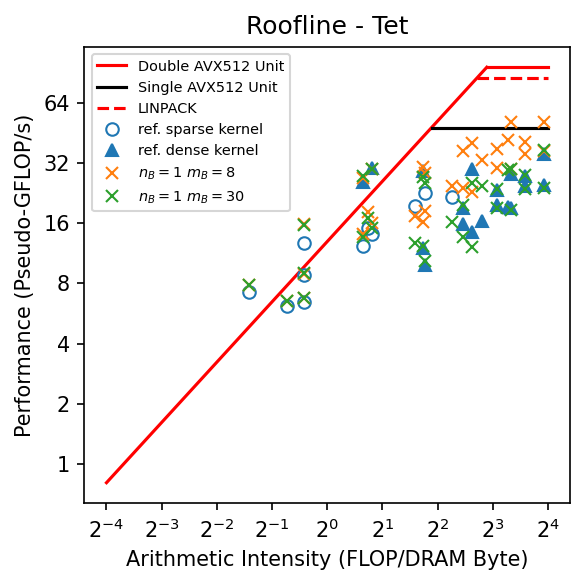 Roofline - Tet
Performance (Pseudo-GFLOP/s)
64
32
16
8
4
2
1
Double AVX512 Unit
Single AVX512 Unit
LINPACK
ref. sparse kernel
ref. dense kernel
n_B = 1 m_B = 8
n_B = 1 m_B = 30
2⁻⁴ 2⁻³ 2⁻² 2⁻¹ 2⁰ 2¹ 2² 2³ 2⁴
Arithmetic Intensity (FLOP/DRAM Byte)